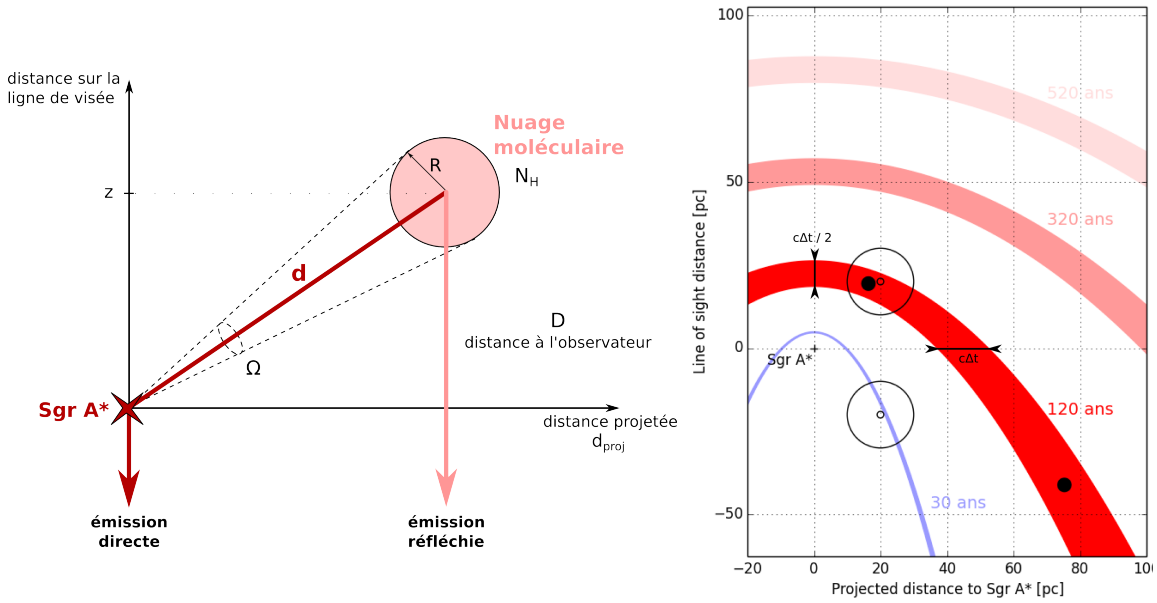 distance sur la
ligne de visée
Nuage
moléculaire
R
N_H
z
d
D
distance à l'observateur
Ω
Sgr A*
distance projetée
d_proj
émission
directe
émission
réfléchie
100
50
0
−50
−20
0
20
40
60
80
100
Line of sight distance [pc]
Projected distance to Sgr A* [pc]
520 ans
320 ans
cΔt / 2
Sgr A*
cΔt
120 ans
30 ans